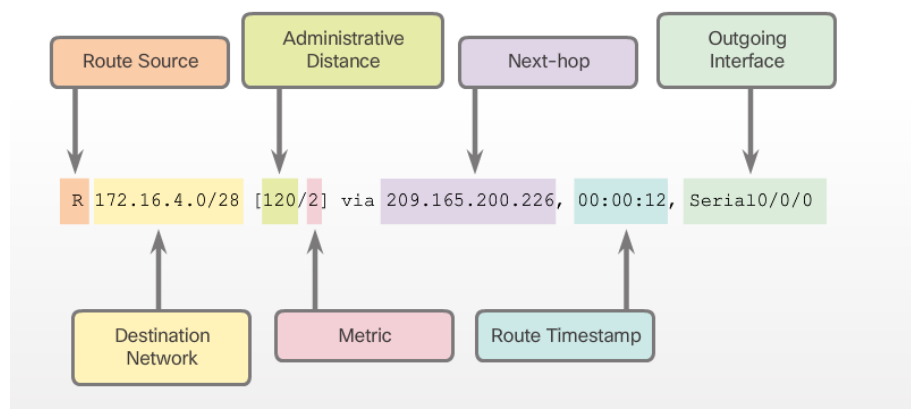 Route Source
Administrative
Distance
Next-hop
Outgoing
Interface
R 172.16.4.0/28 [120/2] via 209.165.200.226, 00:00:12, Serial0/0/0
Destination
Network
Metric
Route Timestamp